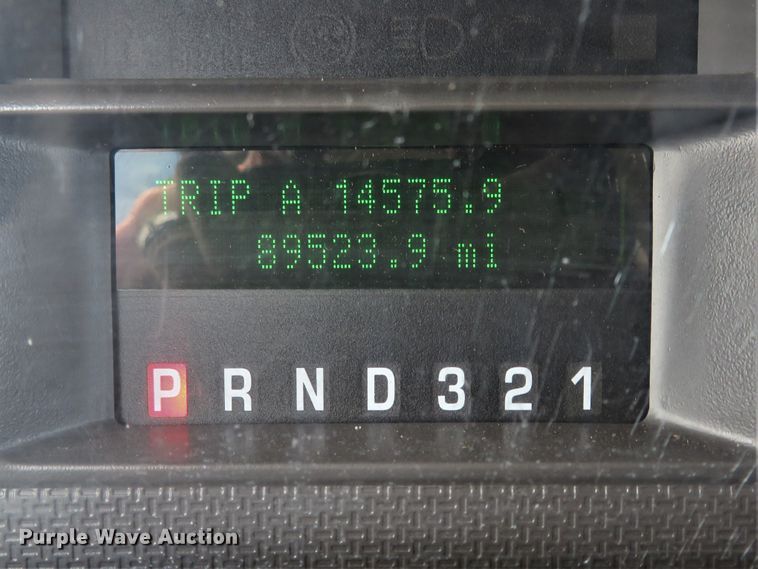 TRIP A 14575.9
89523.9 mi
P R N D 3 2 1
Purple Wave Auction